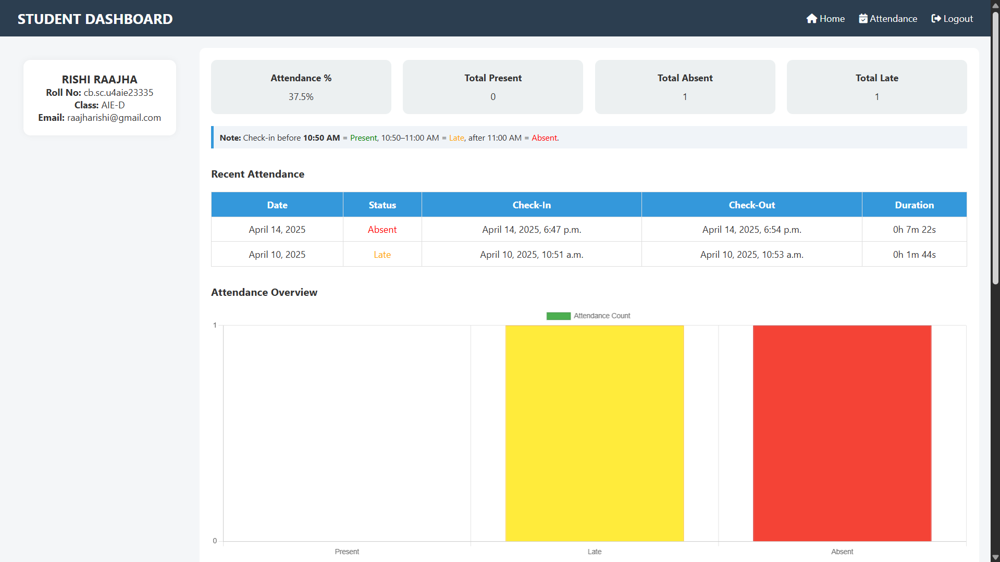 STUDENT DASHBOARD
Home
Attendance
Logout
RISHI RAAJHA
Roll No: cb.sc.u4aie23335
Class: AIE-D
Email: raajharishi@gmail.com
Attendance %
37.5%
Total Present
0
Total Absent
1
Total Late
1
Note: Check-in before 10:50 AM = Present, 10:50–11:00 AM = Late, after 11:00 AM = Absent.
Recent Attendance
Date Status Check-In Check-Out Duration
April 14, 2025 Absent April 14, 2025, 6:47 p.m. April 14, 2025, 6:54 p.m. 0h 7m 22s
April 10, 2025 Late April 10, 2025, 10:51 a.m. April 10, 2025, 10:53 a.m. 0h 1m 44s
Attendance Overview
Attendance Count
1
0
Present Late Absent